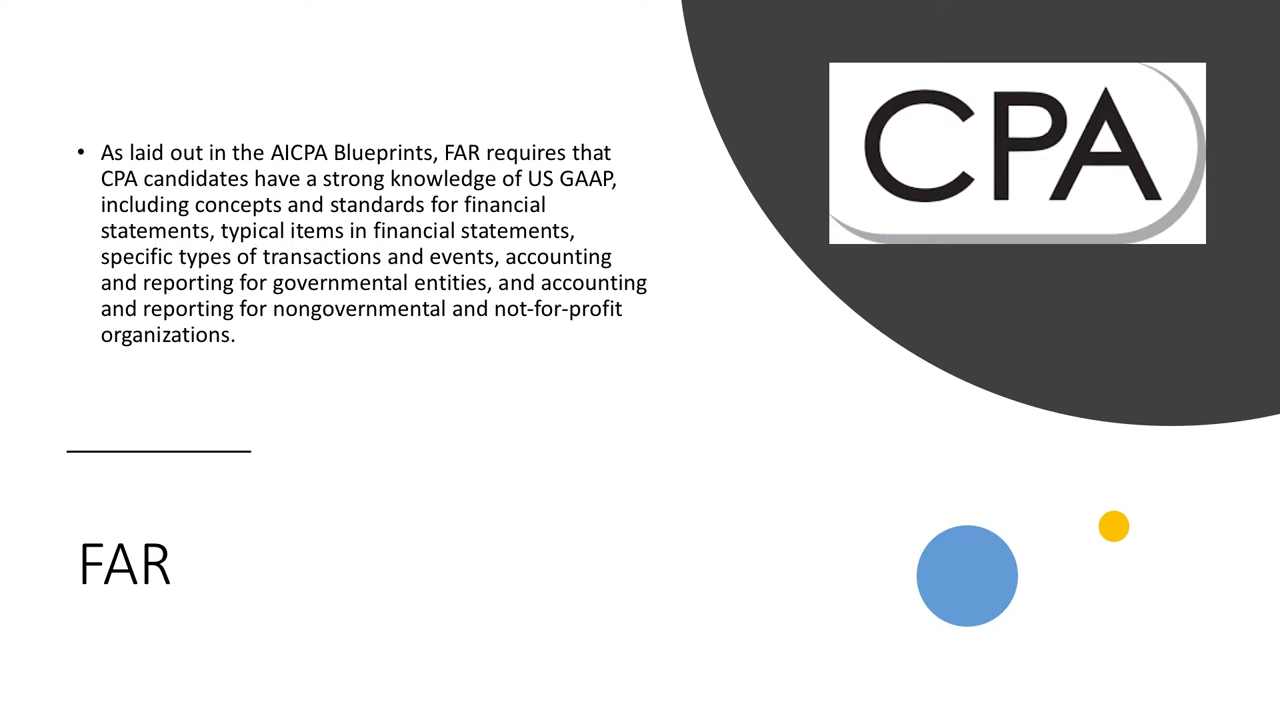 CPA
• As laid out in the AICPA Blueprints, FAR requires that
CPA candidates have a strong knowledge of US GAAP,
including concepts and standards for financial
statements, typical items in financial statements,
specific types of transactions and events, accounting
and reporting for governmental entities, and accounting
and reporting for nongovernmental and not-for-profit
organizations.
FAR